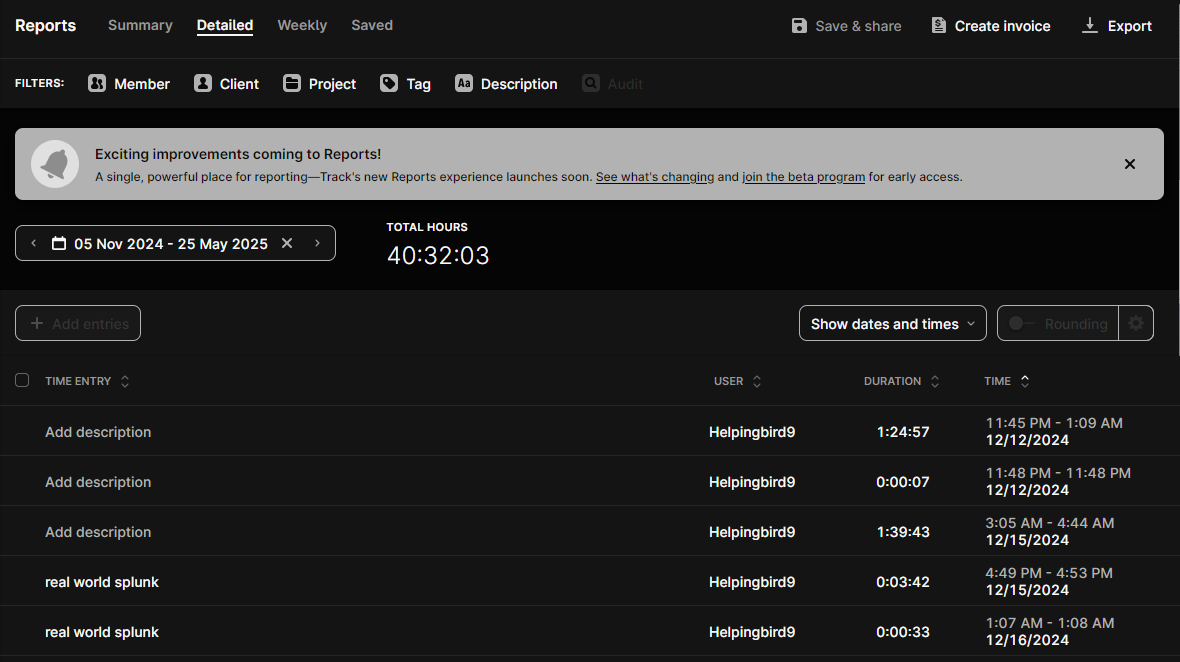 Reports Summary Detailed Weekly Saved Save & share Create invoice Export
FILTERS: Member Client Project Tag Aa Description Audit
Exciting improvements coming to Reports!
A single, powerful place for reporting—Track's new Reports experience launches soon. See what's changing and join the beta program for early access.
05 Nov 2024 - 25 May 2025
TOTAL HOURS
40:32:03
Add entries Show dates and times Rounding
TIME ENTRY USER DURATION TIME
Add description Helpingbird9 1:24:57 11:45 PM - 1:09 AM
12/12/2024
Add description Helpingbird9 0:00:07 11:48 PM - 11:48 PM
12/12/2024
Add description Helpingbird9 1:39:43 3:05 AM - 4:44 AM
12/15/2024
real world splunk Helpingbird9 0:03:42 4:49 PM - 4:53 PM
12/15/2024
real world splunk Helpingbird9 0:00:33 1:07 AM - 1:08 AM
12/16/2024